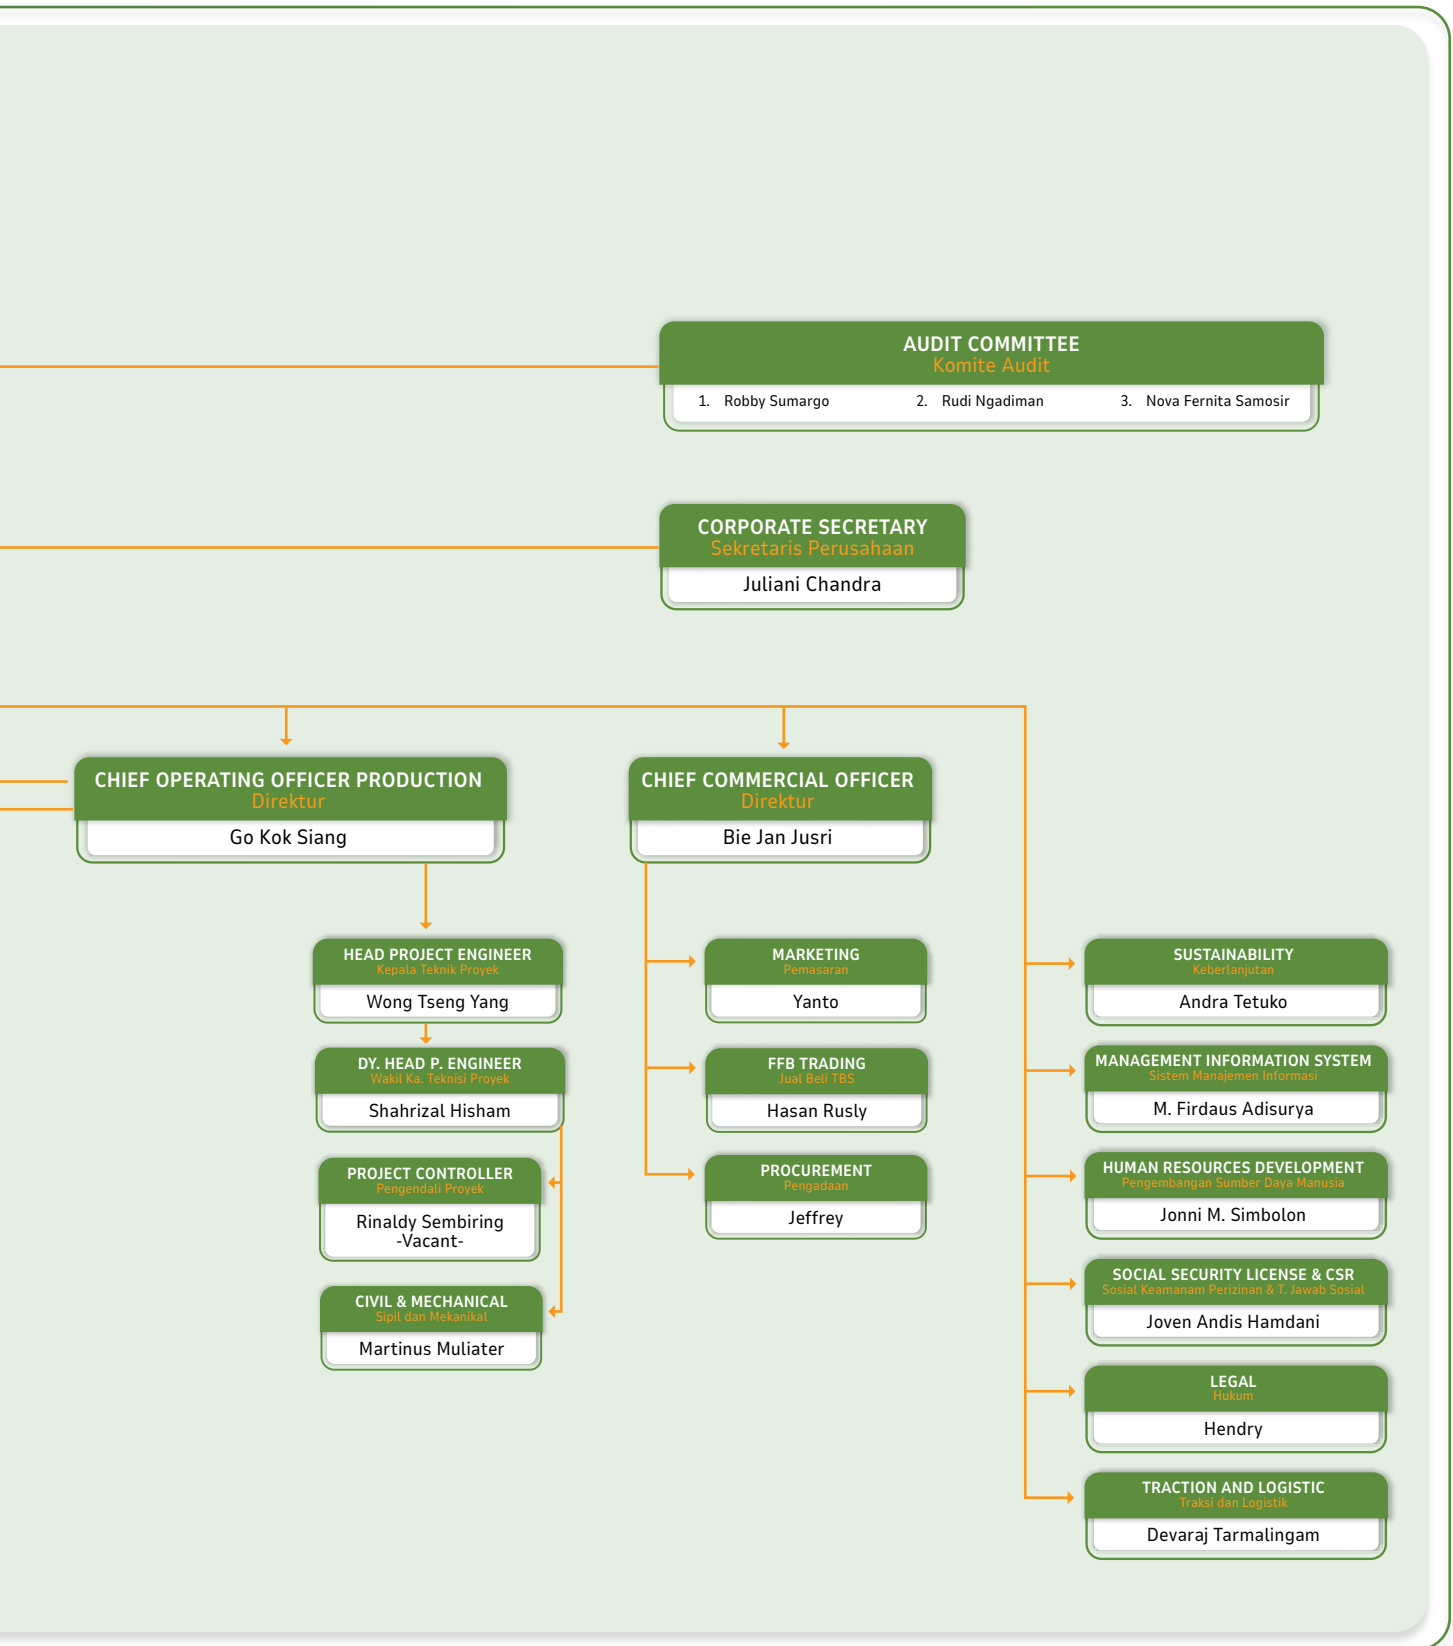 AUDIT COMMITTEE
Komite Audit
1. Robby Sumargo 2. Rudi Ngadiman 3. Nova Fernita Samosir
CORPORATE SECRETARY
Sekretaris Perusahaan
Juliani Chandra
CHIEF OPERATING OFFICER PRODUCTION
Direktur
Go Kok Siang
CHIEF COMMERCIAL OFFICER
Direktur
Bie Jan Jusri
HEAD PROJECT ENGINEER
Kepala Teknik Proyek
Wong Tseng Yang
DY. HEAD P. ENGINEER
Wakil Ka. Teknisi Proyek
Shahrizal Hisham
PROJECT CONTROLLER
Pengendali Proyek
Rinaldy Sembiring
-Vacant-
CIVIL & MECHANICAL
Sipil dan Mekanikal
Martinus Muliater
MARKETING
Pemasaran
Yanto
FFB TRADING
Jual Beli TBS
Hasan Rusly
PROCUREMENT
Pengadaan
Jeffrey
SUSTAINABILITY
Keberlanjutan
Andra Tetuko
MANAGEMENT INFORMATION SYSTEM
Sistem Manajemen Informasi
M. Firdaus Adisurya
HUMAN RESOURCES DEVELOPMENT
Pengembangan Sumber Daya Manusia
Jonni M. Simbolon
SOCIAL SECURITY LICENSE & CSR
Sosial Keamanam Perizinan & T. Jawab Sosial
Joven Andis Hamdani
LEGAL
Hukum
Hendry
TRACTION AND LOGISTIC
Traksi dan Logistik
Devaraj Tarmalingam